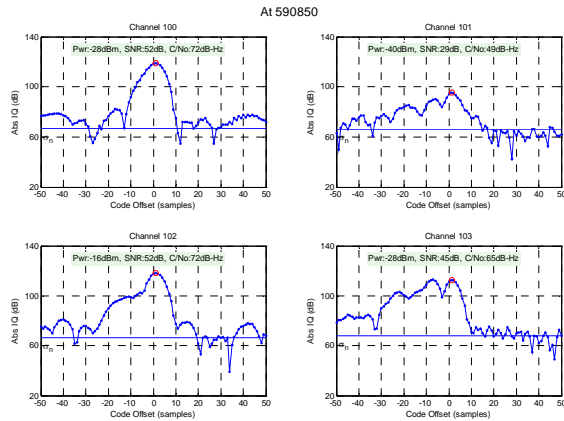 At 590850
Channel 100
Pwr:-28dBm, SNR:52dB, C/No:72dB-Hz
Abs IQ (dB)
140
100
60
20
σn
-50 -40 -30 -20 -10 0 10 20 30 40 50
Code Offset (samples)
Channel 101
Pwr:-40dBm, SNR:29dB, C/No:49dB-Hz
Abs IQ (dB)
140
100
60
20
σn
-50 -40 -30 -20 -10 0 10 20 30 40 50
Code Offset (samples)
Channel 102
Pwr:-16dBm, SNR:52dB, C/No:72dB-Hz
Abs IQ (dB)
140
100
60
20
σn
-50 -40 -30 -20 -10 0 10 20 30 40 50
Code Offset (samples)
Channel 103
Pwr:-28dBm, SNR:45dB, C/No:65dB-Hz
Abs IQ (dB)
140
100
60
20
σn
-50 -40 -30 -20 -10 0 10 20 30 40 50
Code Offset (samples)